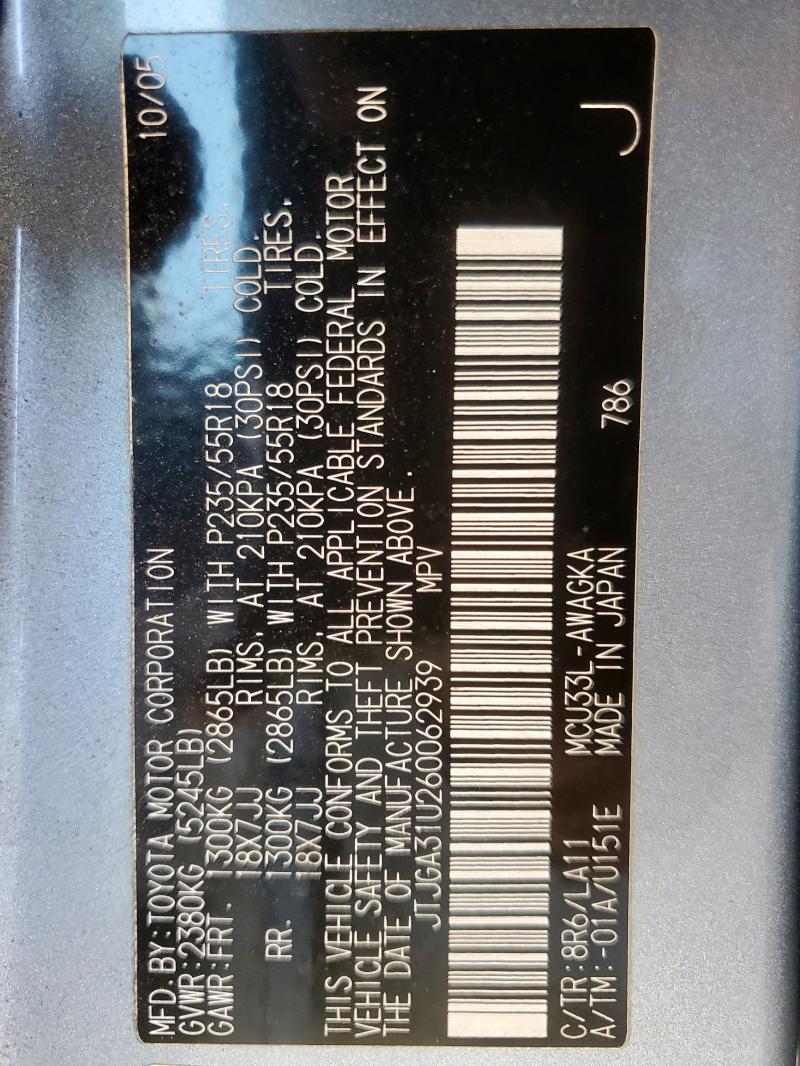 MFD. BY: TOYOTA MOTOR CORPORATION 10/05
GVWR: 2380KG (5245LB)
GAWR: FRT. 1300KG (2865LB) WITH P235/55R18 TIRES.
18X7JJ RIMS, AT 210KPA (30PSI) COLD.
RR. 1300KG (2865LB) WITH P235/55R18 TIRES.
18X7JJ RIMS, AT 210KPA (30PSI) COLD.
THIS VEHICLE CONFORMS TO ALL APPLICABLE FEDERAL MOTOR
VEHICLE SAFETY AND THEFT PREVENTION STANDARDS IN EFFECT ON
THE DATE OF MANUFACTURE SHOWN ABOVE.
JTJGA31U260062939 MPV
C/TR: 8R6/LA11 MCU33L-AWAGKA
A/TM: -01A/U151E MADE IN JAPAN 786
J